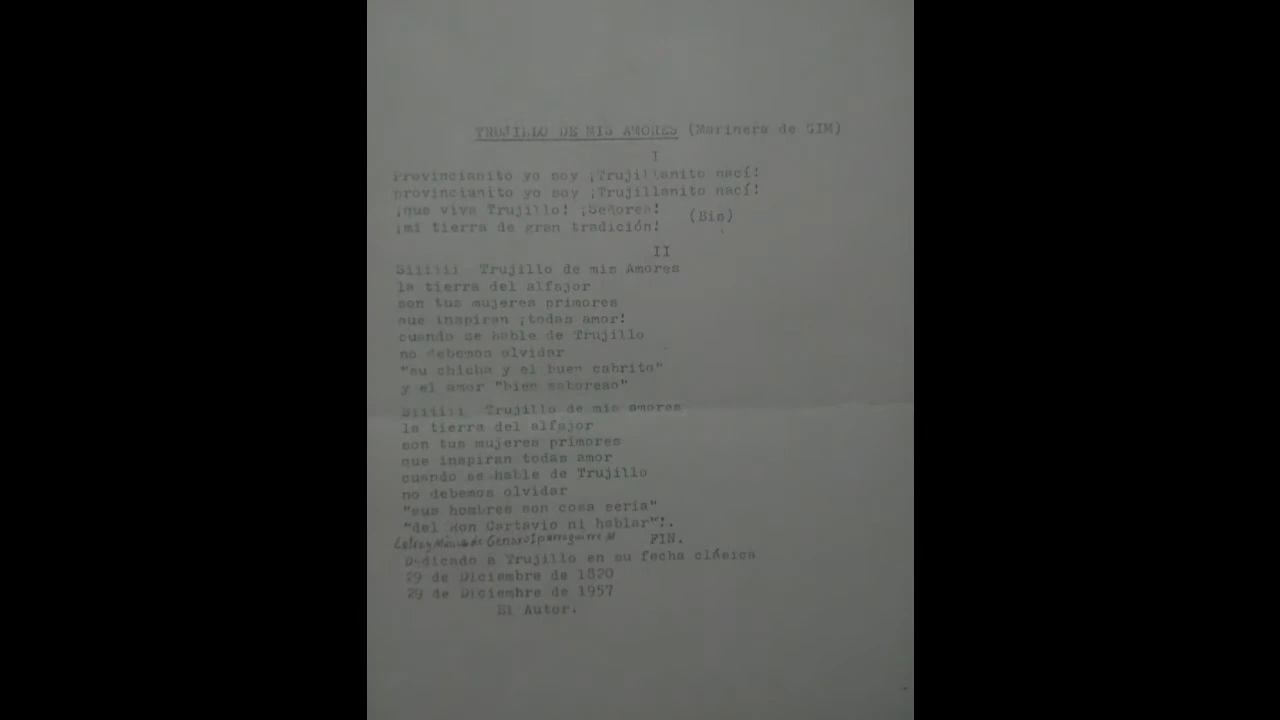 TRUJILLO DE MIS AMORES (Marinera de GIM)
I
Provincianito yo soy ¡Trujillanito nací!
provincianito yo soy ¡Trujillanito nací!
¡que viva Trujillo! ¡Señores!
(Bis)
¡mi tierra de gran tradición!
II
Siiiiii Trujillo de mis Amores
la tierra del alfajor
son tus mujeres primores
que inspiran ¡todas amor!
cuando se hable de Trujillo
no debemos olvidar
"su chicha y el buen cabrito"
y el amor "bien saboreao"
Siiiiii Trujillo de mis amores
la tierra del alfajor
son tus mujeres primores
que inspiran todas amor
cuando se hable de Trujillo
no debemos olvidar
"sus hombres son cosa seria"
"del Ron Cartavio ni hablar"!.
Letra y Música de Genaro Iparraguirre M
FIN.
Dedicado a Trujillo en su fecha clásica
29 de Diciembre de 1820
29 de Diciembre de 1957
El Autor.